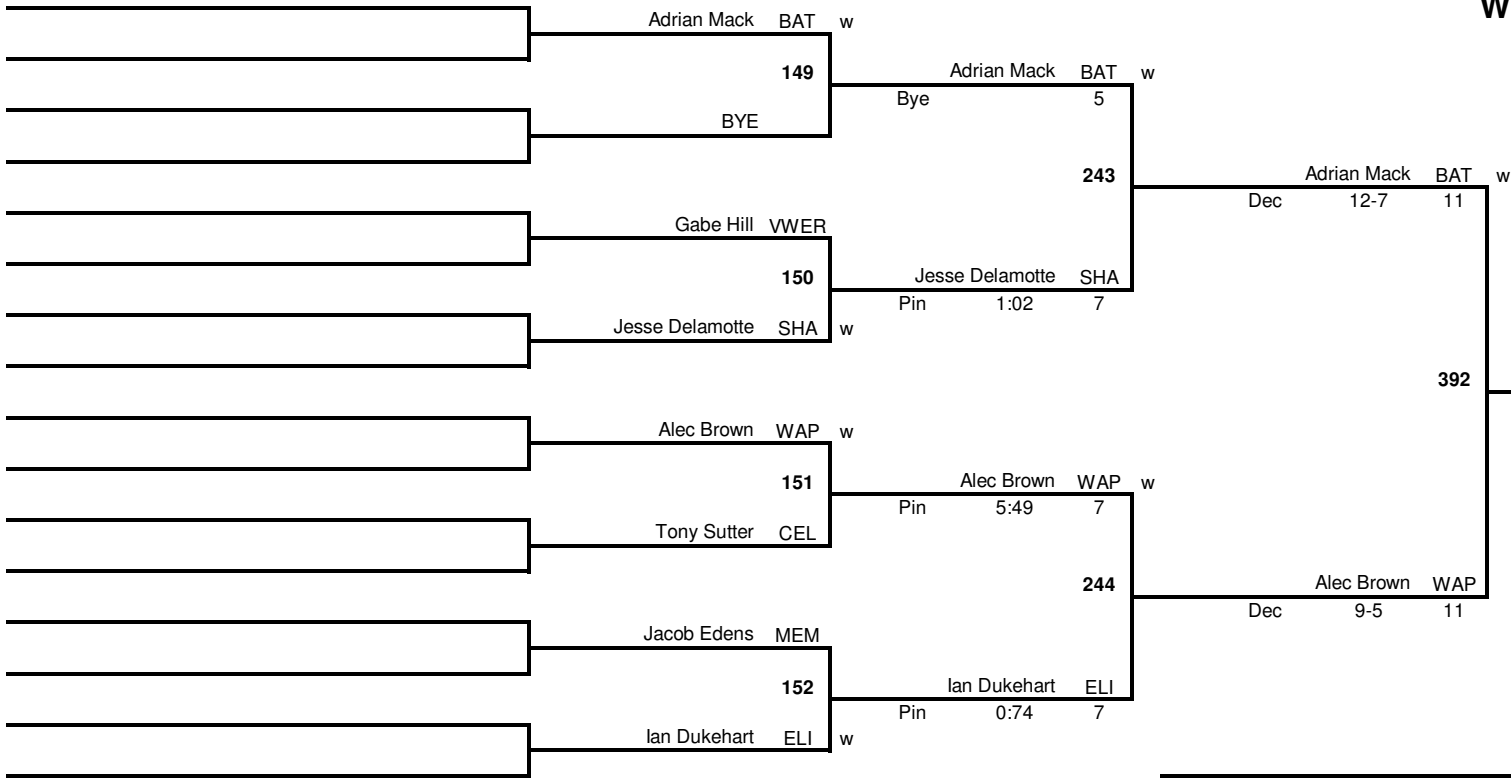 W
Adrian Mack BAT w
149
BYE
Adrian Mack BAT w
Bye 5
243
Adrian Mack BAT w
Dec 12-7 11
Gabe Hill VWER
150
Jesse Delamotte SHA w
Jesse Delamotte SHA
Pin 1:02 7
392
Alec Brown WAP w
151
Tony Sutter CEL
Alec Brown WAP w
Pin 5:49 7
244
Alec Brown WAP
Dec 9-5 11
Jacob Edens MEM
152
Ian Dukehart ELI w
Ian Dukehart ELI
Pin 0:74 7